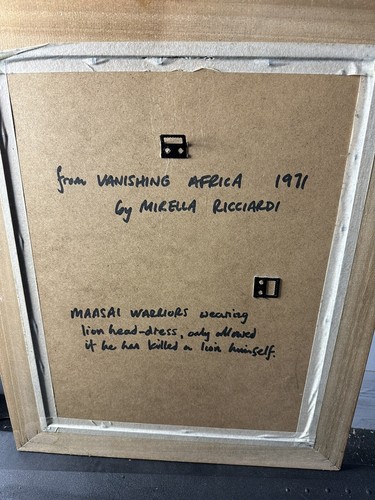 from VANISHING AFRICA 1971
by MIRELLA RICCIARDI
MAASAI WARRIORS wearing
lion head-dress, only allowed
if he has killed a lion himself.